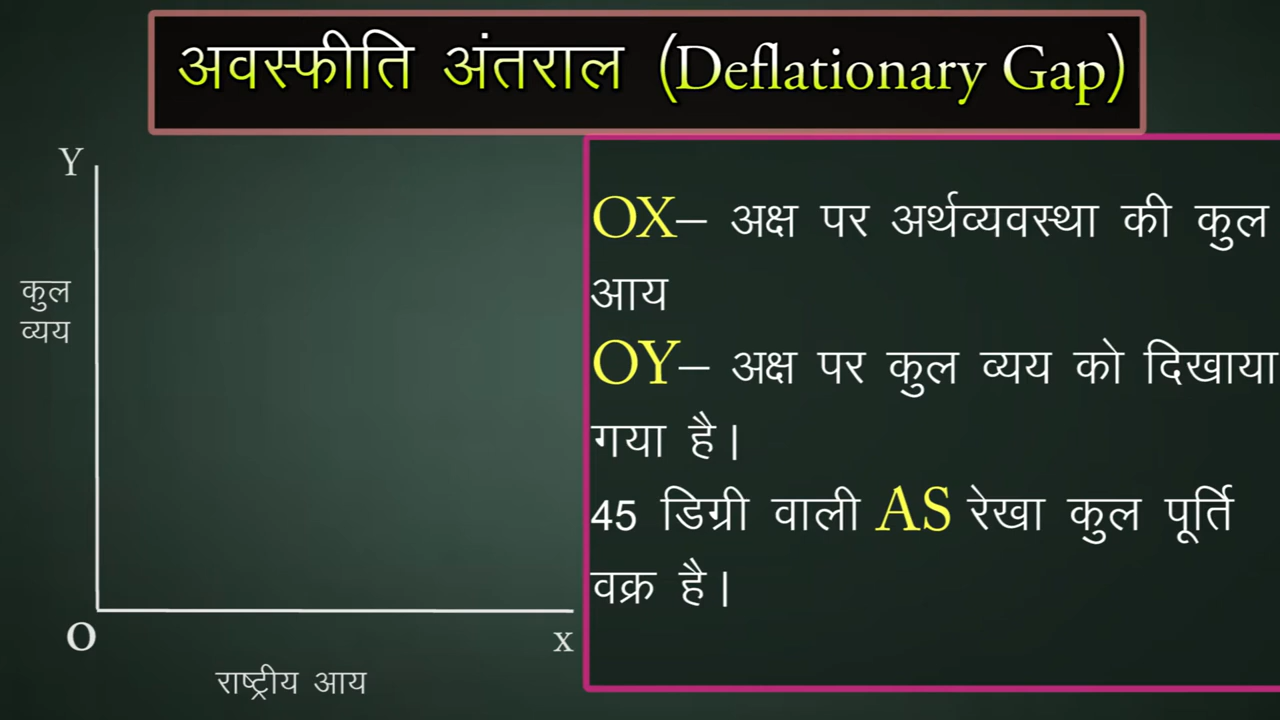 अवस्फीति अंतराल (Deflationary Gap)
Y
कुल
व्यय
O
x
राष्ट्रीय आय
OX– अक्ष पर अर्थव्यवस्था की कुल
आय
OY– अक्ष पर कुल व्यय को दिखाया
गया है।
45 डिग्री वाली AS रेखा कुल पूर्ति
वक्र है।